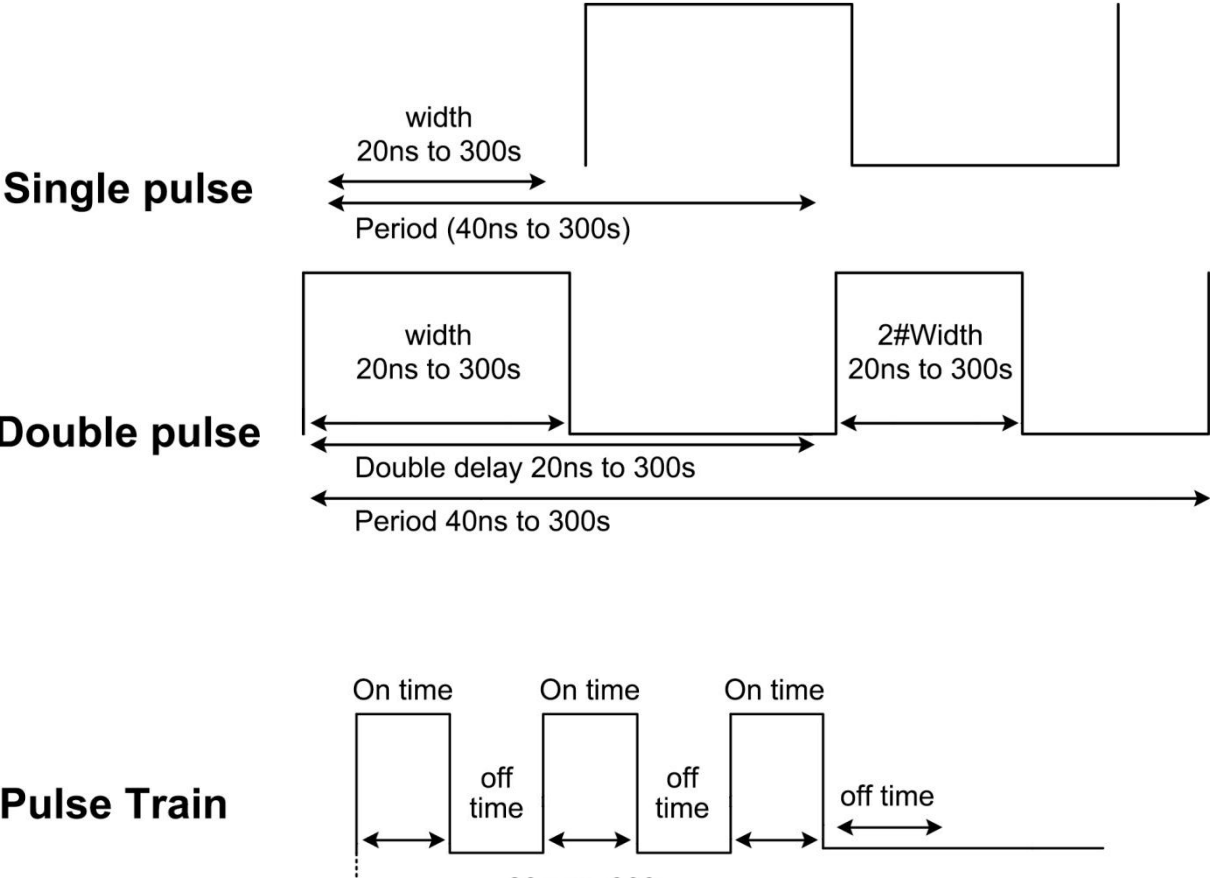 width
20ns to 300s
Single pulse
Period (40ns to 300s)
width
20ns to 300s
2#Width
20ns to 300s
Double pulse
Double delay 20ns to 300s
Period 40ns to 300s
On time
On time
On time
off
time
off
time
off time
Pulse Train